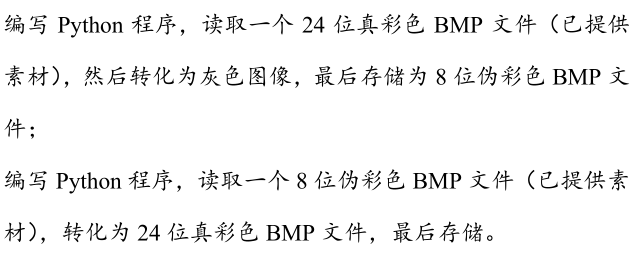 编写 Python 程序，读取一个 24 位真彩色 BMP 文件（已提供
素材），然后转化为灰色图像，最后存储为 8 位伪彩色 BMP 文
件；
编写 Python 程序，读取一个 8 位伪彩色 BMP 文件（已提供素
材），转化为 24 位真彩色 BMP 文件，最后存储。